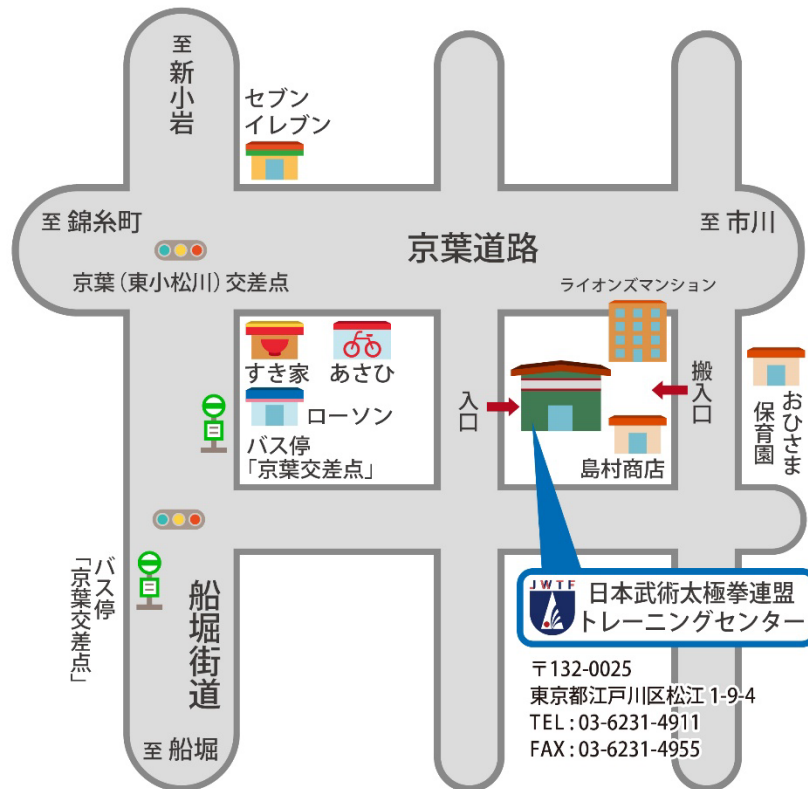 至
新小岩
セブン
イレブン
至 錦糸町
京葉道路
至 市川
京葉（東小松川）交差点
ライオンズマンション
すき家
あさひ
ローソン
バス停
「京葉交差点」
入口
搬入口
島村商店
おひさま
保育園
バス停
「京葉交差点」
船堀街道
至 船堀
JWTF
日本武術太極拳連盟
トレーニングセンター
〒132-0025
東京都江戸川区松江 1-9-4
TEL : 03-6231-4911
FAX : 03-6231-4955